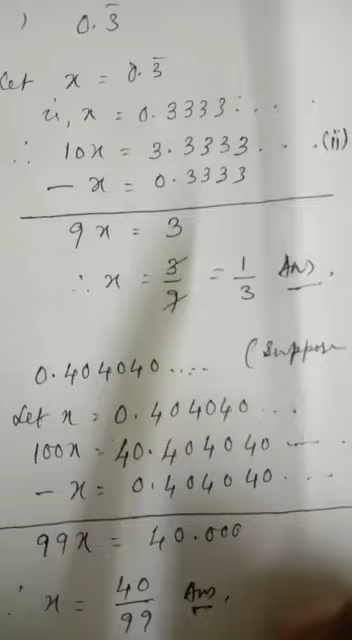 ) 0.3̄
Let x = 0.3̄
ii, x = 0.3333....
∴ 10x = 3.3333....(ii)
— x = 0.3333
9x = 3
∴ x = 3/9 = 1/3 Ans.
0.404040.... (Suppose
Let x = 0.404040...
100x = 40.404040 ....
— x = 0.404040....
99x = 40.000
∴ x = 40/99 Ans.